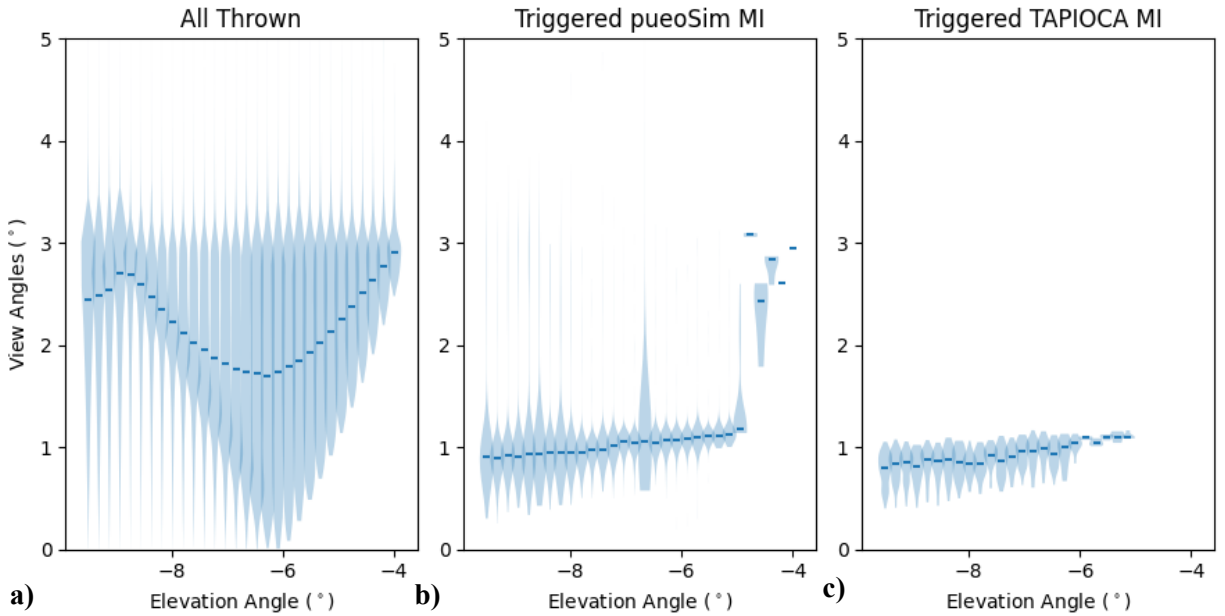 All Thrown
Triggered pueoSim MI
Triggered TAPIOCA MI
View Angles (°)
5
4
3
2
1
0
−8
−6
−4
Elevation Angle (°)
a)
5
4
3
2
1
0
−8
−6
−4
Elevation Angle (°)
b)
5
4
3
2
1
0
−8
−6
−4
Elevation Angle (°)
c)